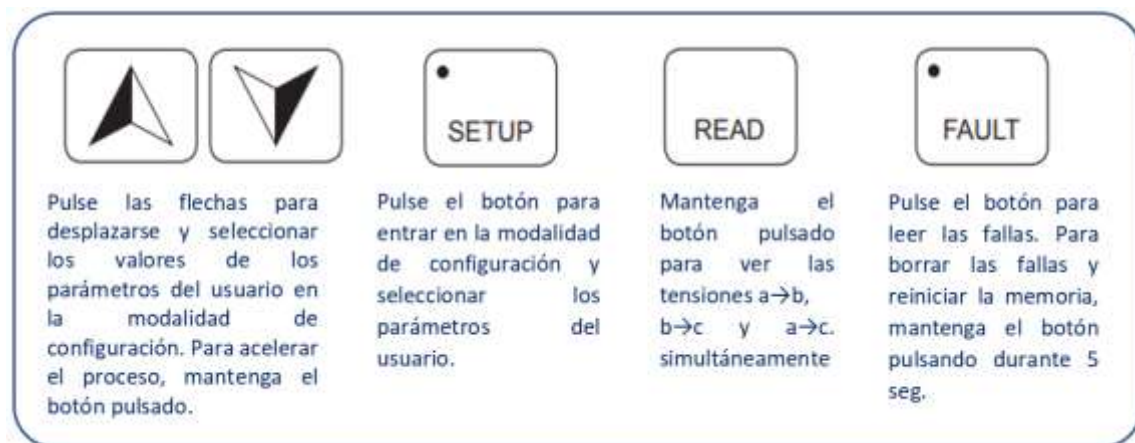 SETUP
READ
FAULT
Pulse las flechas para
desplazarse y seleccionar
los valores de los
parámetros del usuario en
la modalidad de
configuración. Para acelerar
el proceso, mantenga el
botón pulsado.
Pulse el botón para
entrar en la modalidad
de configuración y
seleccionar los
parámetros del
usuario.
Mantenga el
botón pulsado
para ver las
tensiones a→b,
b→c y a→c.
simultáneamente
Pulse el botón para
leer las fallas. Para
borrar las fallas y
reiniciar la memoria,
mantenga el botón
pulsando durante 5
seg.